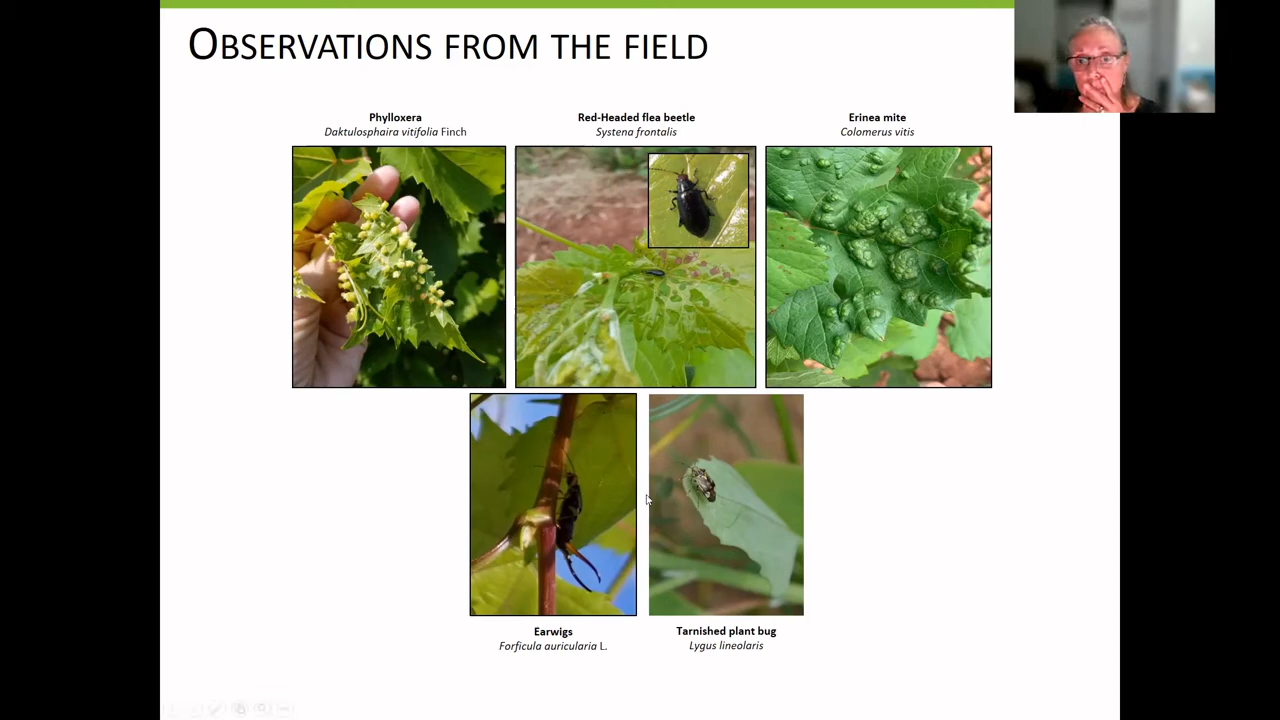 OBSERVATIONS FROM THE FIELD
Phylloxera
Daktulosphaira vitifolia Finch
Red-Headed flea beetle
Systena frontalis
Erinea mite
Colomerus vitis
Earwigs
Forficula auricularia L.
Tarnished plant bug
Lygus lineolaris